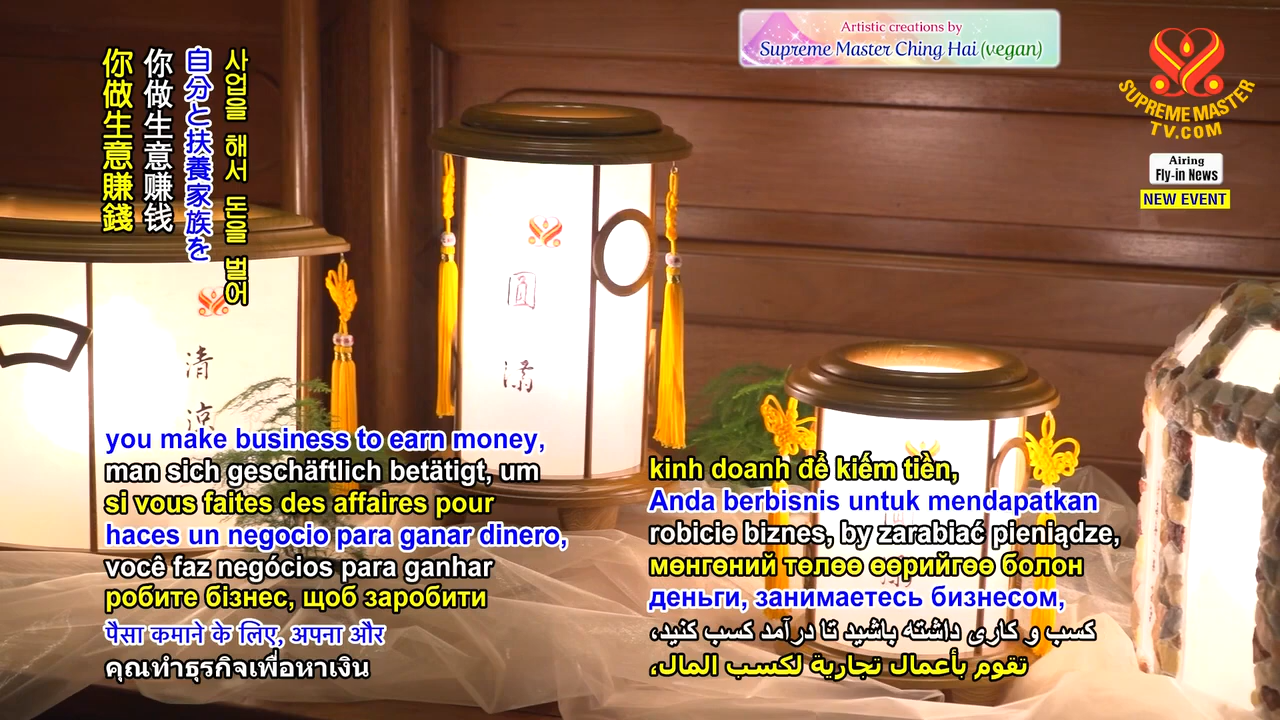 Artistic creations by
Supreme Master Ching Hai (vegan)
SUPREME MASTER
TV.COM
Airing
Fly-in News
NEW EVENT
사업을 해서 돈을 벌어
自分と扶養家族を
你做生意赚钱
你做生意賺錢
圓
滿
清
涼
you make business to earn money,
man sich geschäftlich betätigt, um
si vous faites des affaires pour
haces un negocio para ganar dinero,
você faz negócios para ganhar
робите бізнес, щоб заробити
पैसा कमाने के लिए, अपना और
คุณทำธุรกิจเพื่อหาเงิน
kinh doanh để kiếm tiền,
Anda berbisnis untuk mendapatkan
robicie biznes, by zarabiać pieniądze,
мөнгөний төлөө өөрийгөө болон
деньги, занимаетесь бизнесом,
کسب و کاری داشته باشید تا درآمد کسب کنید،
تقوم بأعمال تجارية لكسب المال،